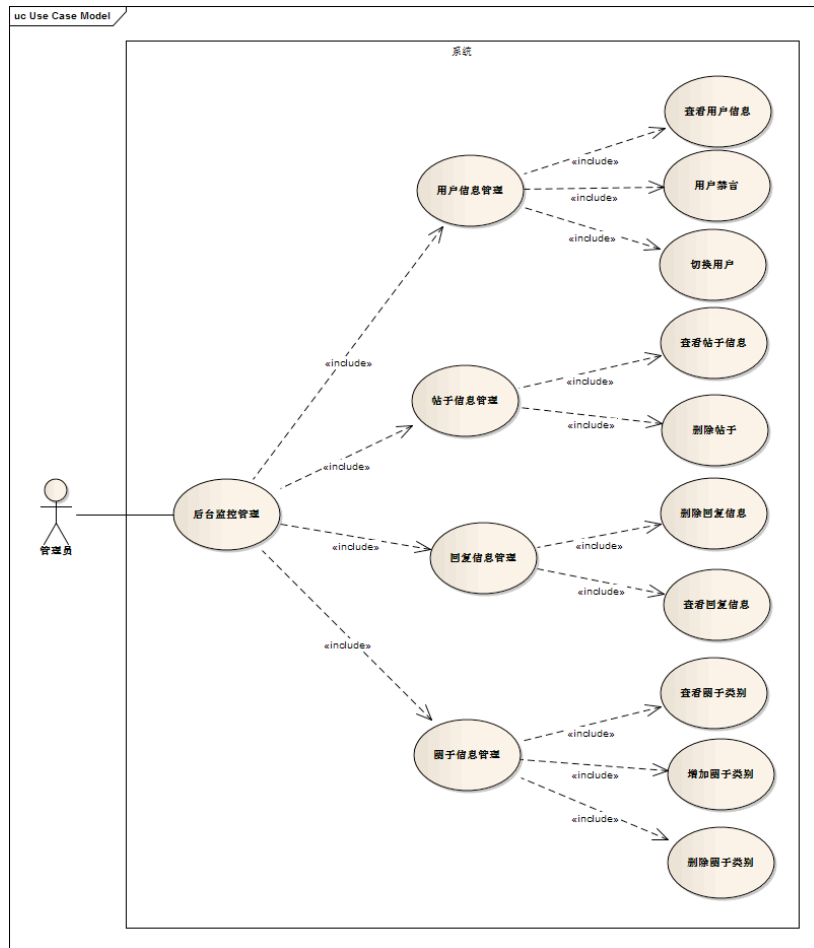 uc Use Case Model
系统
查看用户信息
«include»
用户信息管理
用户禁言
«include»
«include»
切换用户
«include»
查看帖子信息
«include»
帖子信息管理
«include»
删除帖子
«include»
后台监控管理
管理员
删除回复信息
«include»
«include»
回复信息管理
«include»
查看回复信息
«include»
查看圈子类别
«include»
圈子信息管理
«include»
增加圈子类别
«include»
删除圈子类别